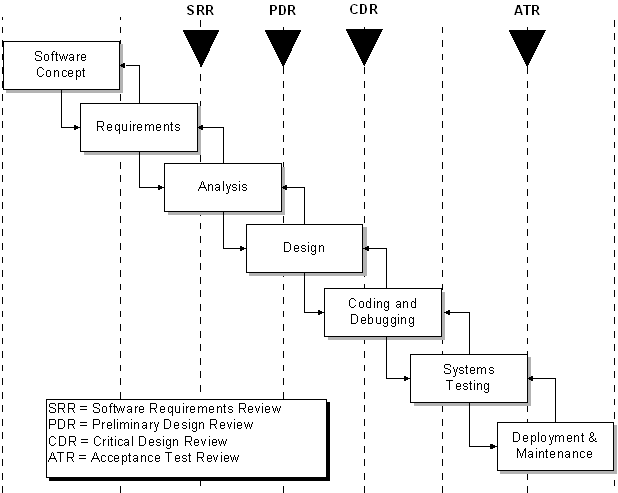 SRR
PDR
CDR
ATR
Software
Concept
Requirements
Analysis
Design
Coding and
Debugging
Systems
Testing
Deployment &
Maintenance
SRR = Software Requirements Review
PDR = Preliminary Design Review
CDR = Critical Design Review
ATR = Acceptance Test Review